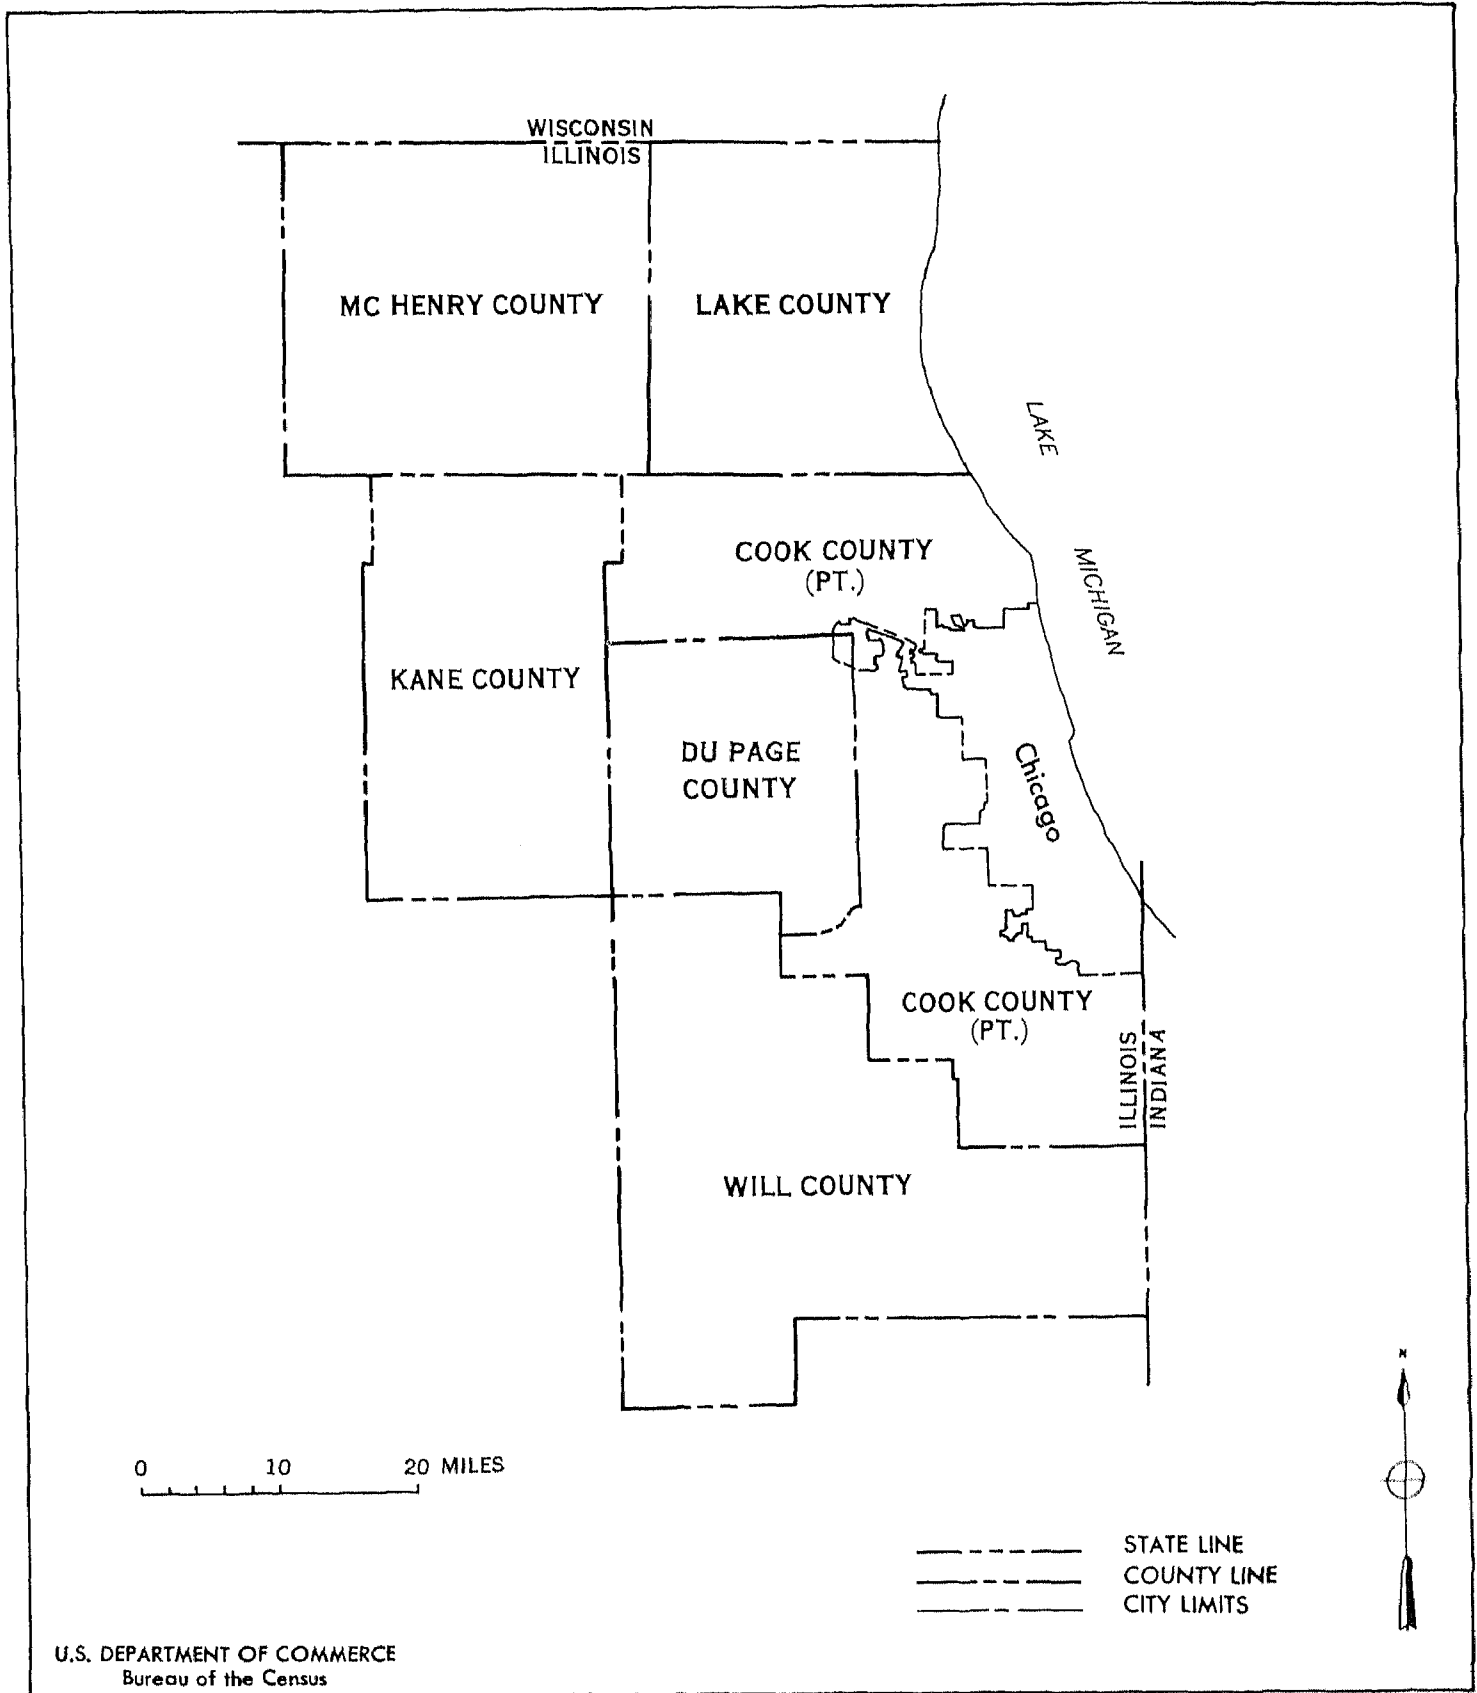 WISCONSIN
ILLINOIS
MC HENRY COUNTY
LAKE COUNTY
LAKE
MICHIGAN
COOK COUNTY
(PT.)
KANE COUNTY
DU PAGE
COUNTY
Chicago
COOK COUNTY
(PT.)
ILLINOIS
INDIANA
WILL COUNTY
N
0 10 20 MILES
STATE LINE
COUNTY LINE
CITY LIMITS
U.S. DEPARTMENT OF COMMERCE
Bureau of the Census